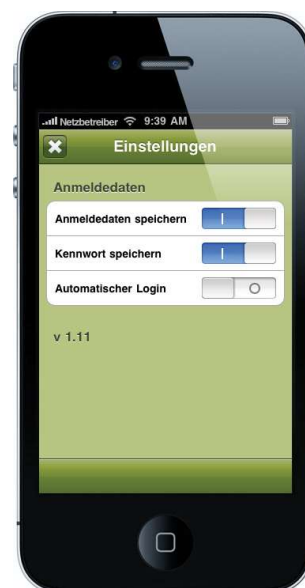 Netzbetreiber 9:39 AM
Einstellungen
Anmeldedaten
Anmeldedaten speichern
Kennwort speichern
Automatischer Login
v 1.11